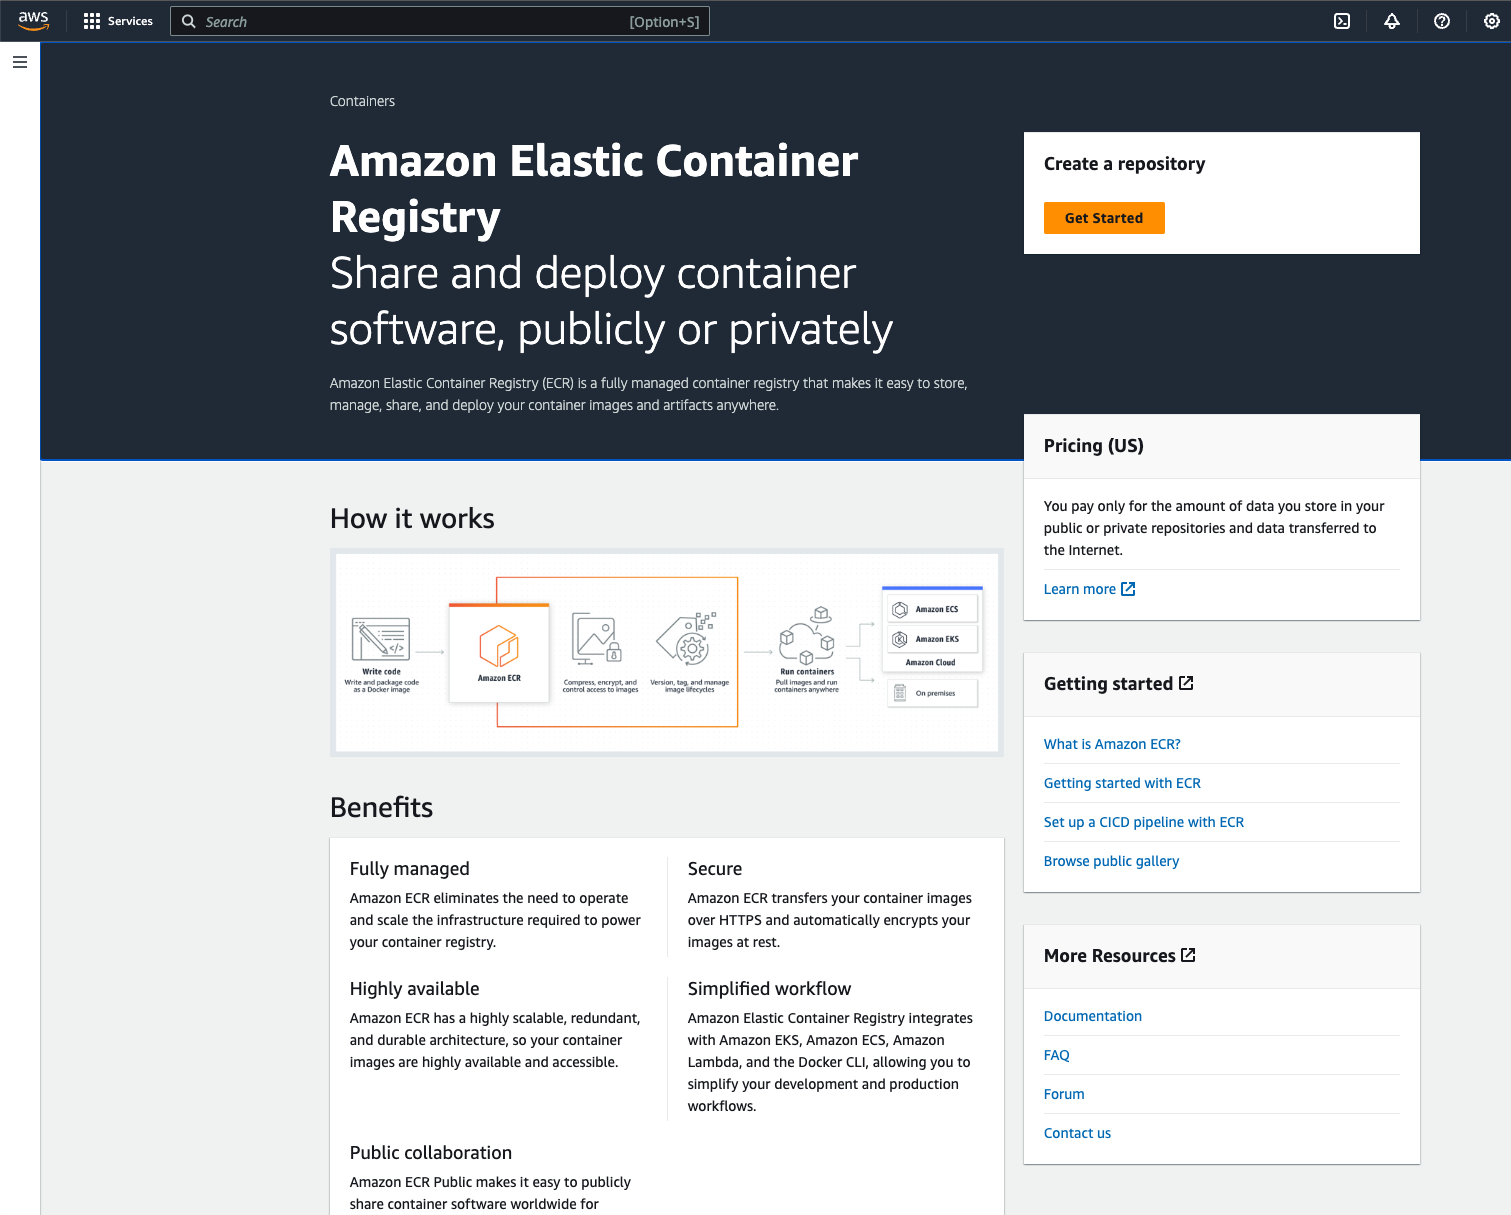 aws
Services
Search
[Option+S]
Containers
Amazon Elastic Container
Registry
Share and deploy container
software, publicly or privately
Amazon Elastic Container Registry (ECR) is a fully managed container registry that makes it easy to store,
manage, share, and deploy your container images and artifacts anywhere.
Create a repository
Get Started
Pricing (US)
You pay only for the amount of data you store in your
public or private repositories and data transferred to
the Internet.
Learn more
How it works
Write code
Write and package code
as a Docker image
Amazon ECR
Compress, encrypt, and
control access to images
Version, tag, and manage
image lifecycles
Run containers
Pull images and run
containers anywhere
Amazon ECS
Amazon EKS
Amazon Cloud
On premises
Getting started
What is Amazon ECR?
Getting started with ECR
Set up a CICD pipeline with ECR
Browse public gallery
Benefits
Fully managed
Amazon ECR eliminates the need to operate
and scale the infrastructure required to power
your container registry.
Secure
Amazon ECR transfers your container images
over HTTPS and automatically encrypts your
images at rest.
Highly available
Amazon ECR has a highly scalable, redundant,
and durable architecture, so your container
images are highly available and accessible.
Simplified workflow
Amazon Elastic Container Registry integrates
with Amazon EKS, Amazon ECS, Amazon
Lambda, and the Docker CLI, allowing you to
simplify your development and production
workflows.
Public collaboration
Amazon ECR Public makes it easy to publicly
share container software worldwide for
More Resources
Documentation
FAQ
Forum
Contact us